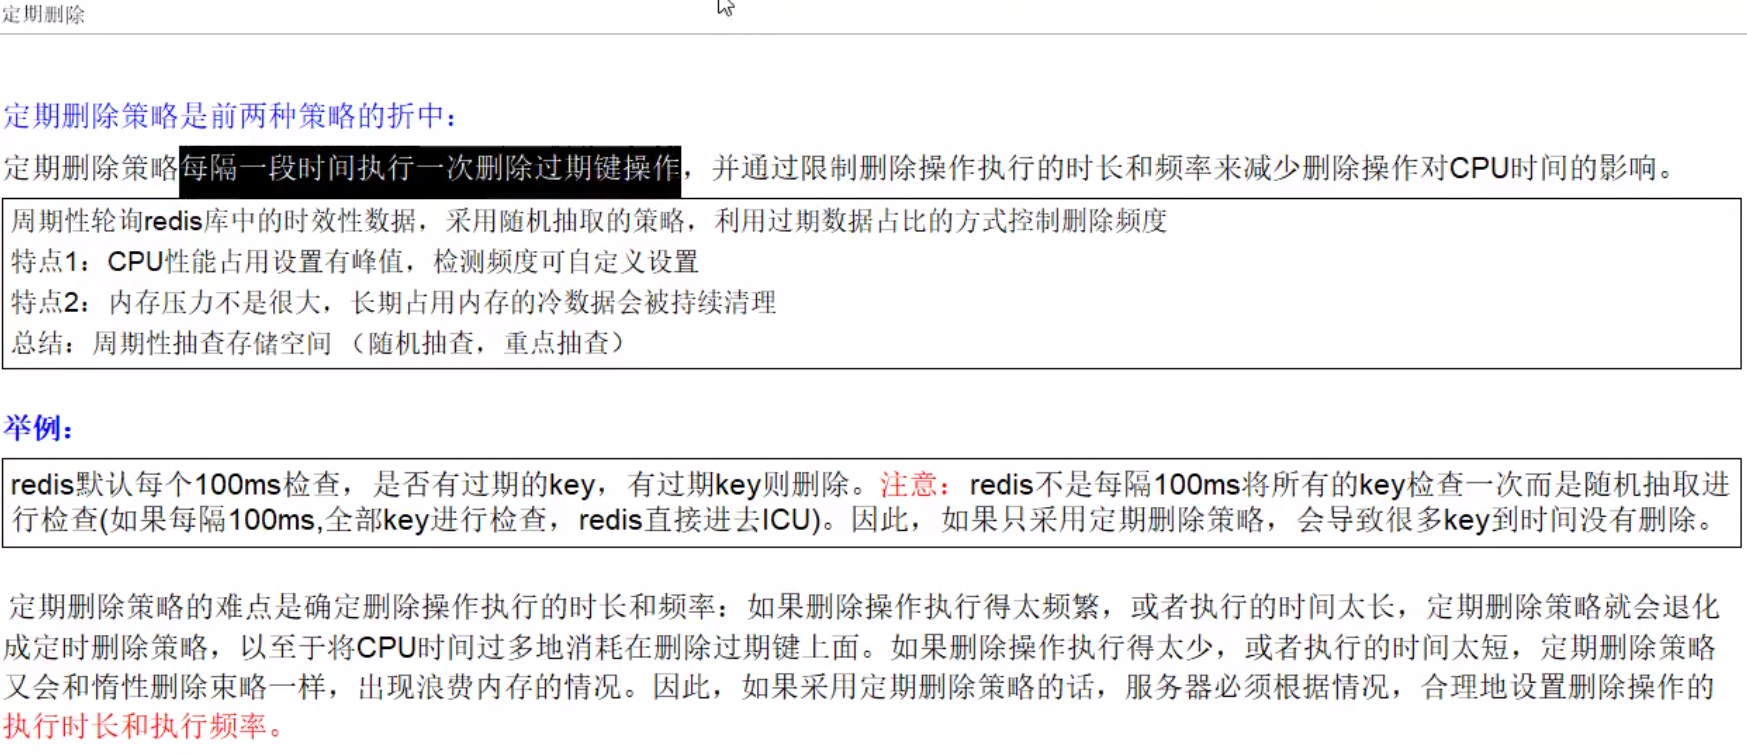 定期删除
定期删除策略是前两种策略的折中：
定期删除策略每隔一段时间执行一次删除过期键操作，并通过限制删除操作执行的时长和频率来减少删除操作对CPU时间的影响。
周期性轮询redis库中的时效性数据，采用随机抽取的策略，利用过期数据占比的方式控制删除频度
特点1：CPU性能占用设置有峰值，检测频度可自定义设置
特点2：内存压力不是很大，长期占用内存的冷数据会被持续清理
总结：周期性抽查存储空间 （随机抽查，重点抽查）
举例：
redis默认每个100ms检查，是否有过期的key，有过期key则删除。注意：redis不是每隔100ms将所有的key检查一次而是随机抽取进
行检查(如果每隔100ms,全部key进行检查，redis直接进去ICU)。因此，如果只采用定期删除策略，会导致很多key到时间没有删除。
定期删除策略的难点是确定删除操作执行的时长和频率：如果删除操作执行得太频繁，或者执行的时间太长，定期删除策略就会退化
成定时删除策略，以至于将CPU时间过多地消耗在删除过期键上面。如果删除操作执行得太少，或者执行的时间太短，定期删除策略
又会和惰性删除束略一样，出现浪费内存的情况。因此，如果采用定期删除策略的话，服务器必须根据情况，合理地设置删除操作的
执行时长和执行频率。